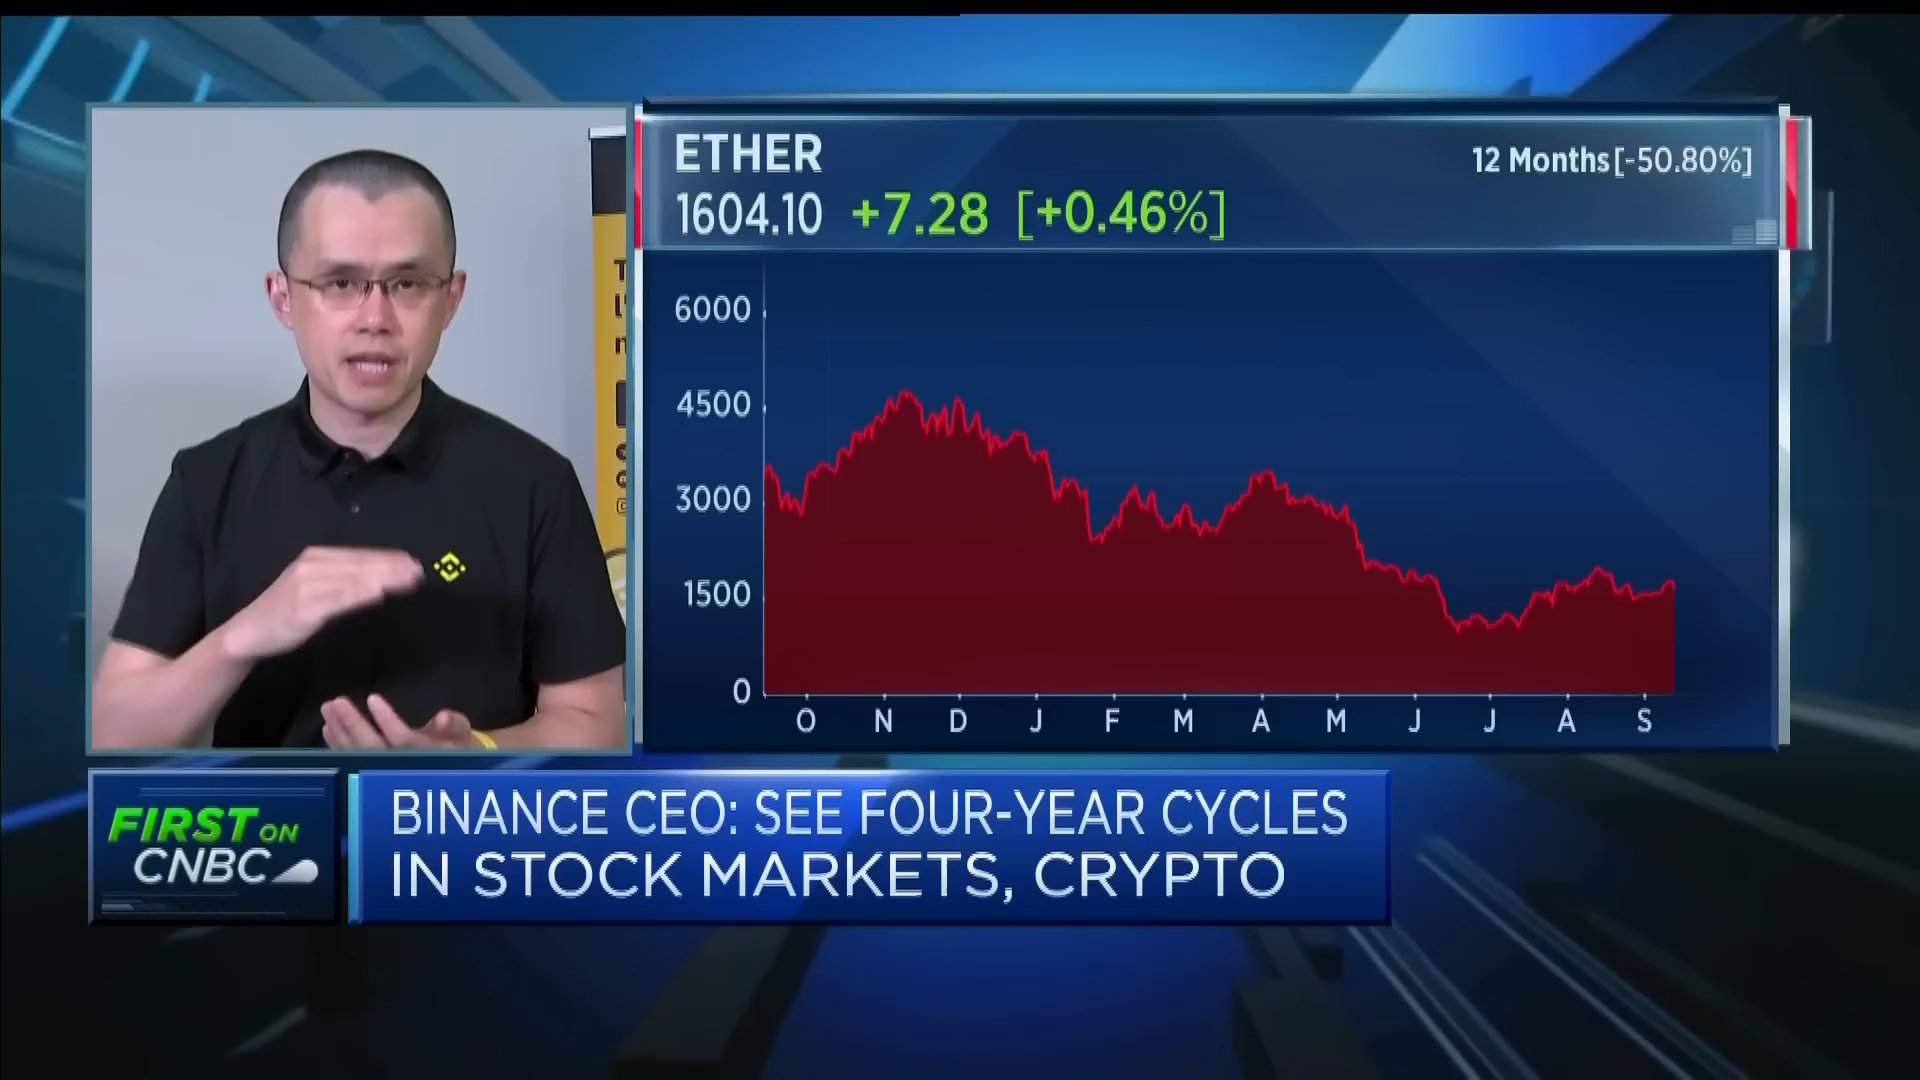 ETHER
1604.10 +7.28 [+0.46%]
12 Months[-50.80%]
6000
4500
3000
1500
0
O N D J F M A M J J A S
FIRST ON
CNBC
BINANCE CEO: SEE FOUR-YEAR CYCLES
IN STOCK MARKETS, CRYPTO